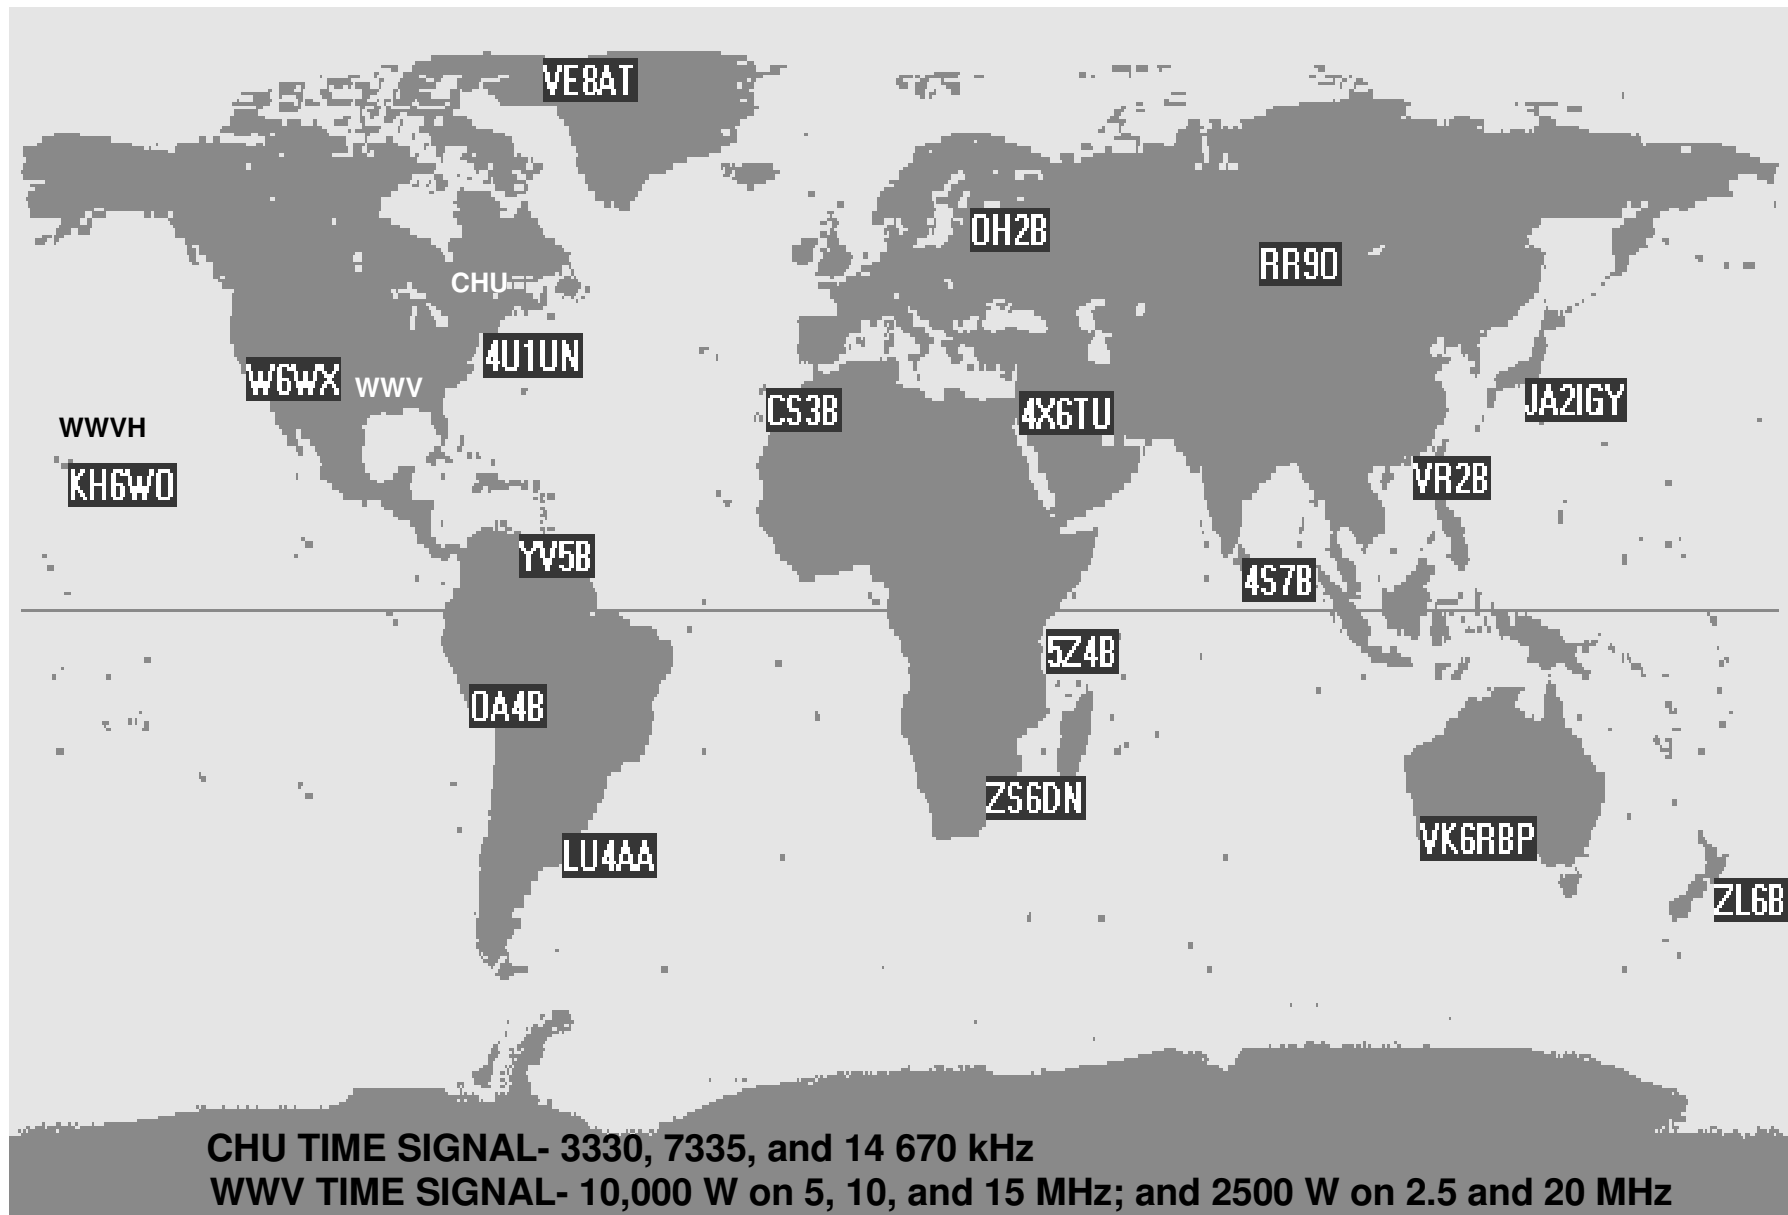 VE8AT
OH2B
RR9O
CHU
4U1UN
W6WX
WWV
CS3B
4X6TU
JA2IGY
WWVH
KH6WO
VR2B
YV5B
4S7B
5Z4B
OA4B
ZS6DN
VK6RBP
LU4AA
ZL6B
CHU TIME SIGNAL- 3330, 7335, and 14 670 kHz
WWV TIME SIGNAL- 10,000 W on 5, 10, and 15 MHz; and 2500 W on 2.5 and 20 MHz